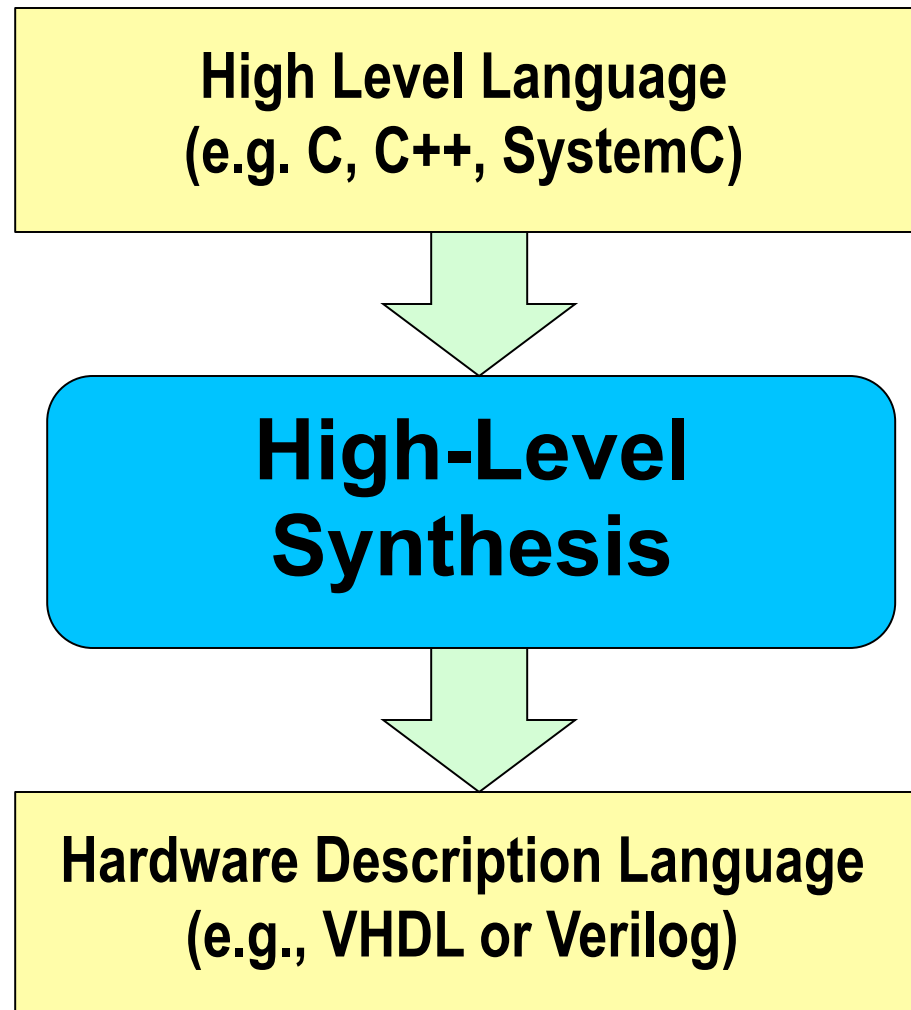 High Level Language
(e.g. C, C++, SystemC)
High-Level
Synthesis
Hardware Description Language
(e.g., VHDL or Verilog)